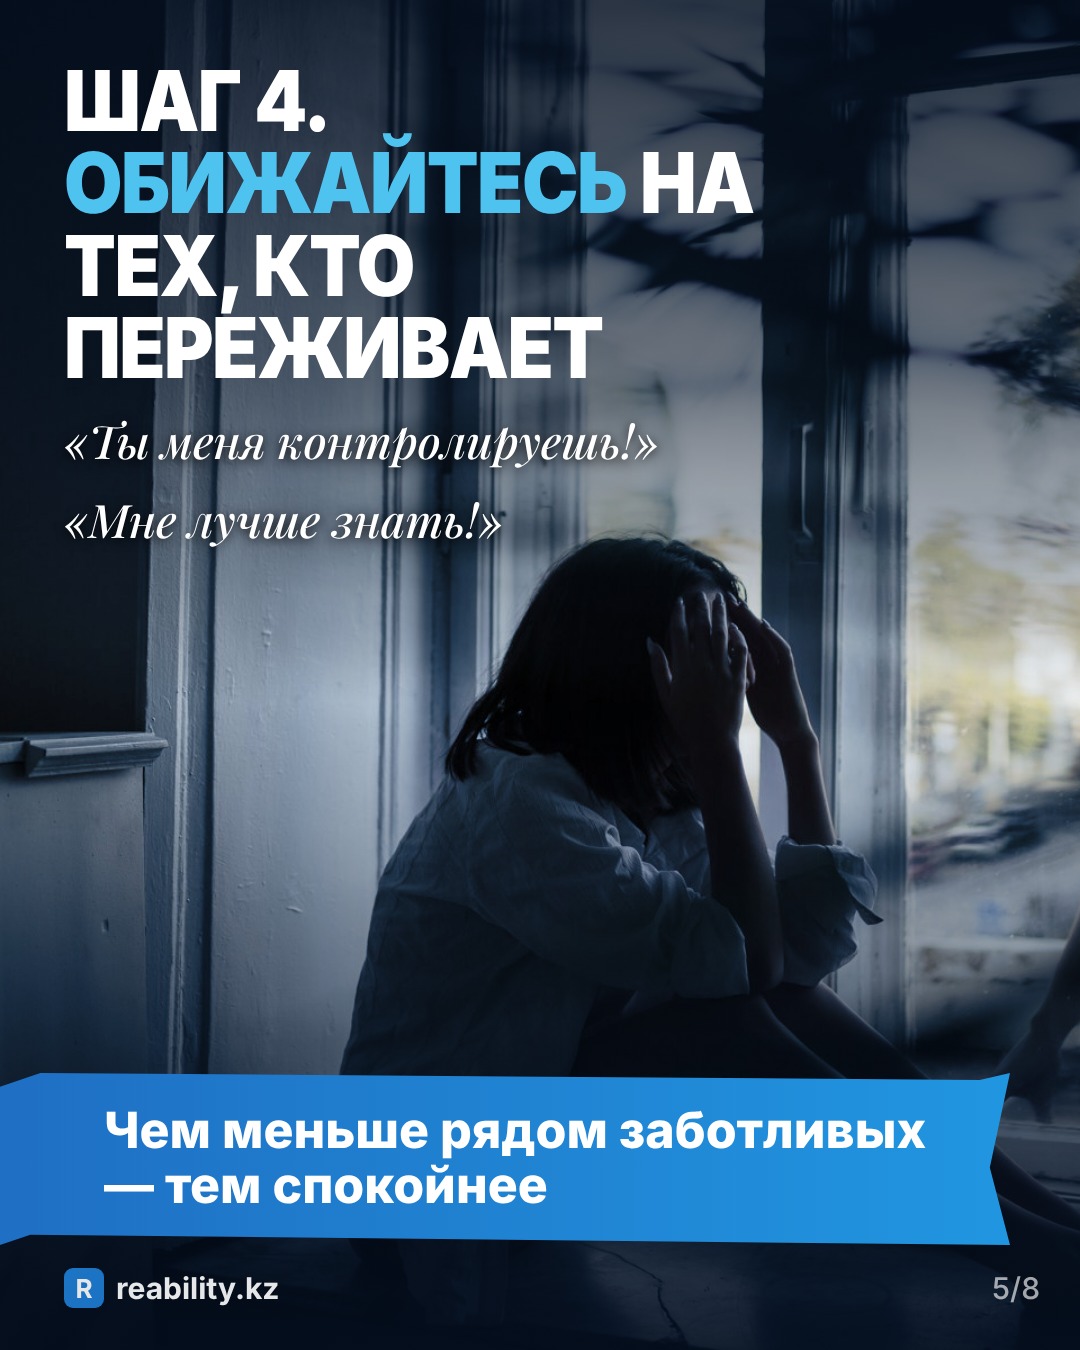 ШАГ 4.
ОБИЖАЙТЕСЬ НА
ТЕХ, КТО
ПЕРЕЖИВАЕТ
«Ты меня контролируешь!»
«Мне лучше знать!»
Чем меньше рядом заботливых
— тем спокойнее
R reability.kz
5/8